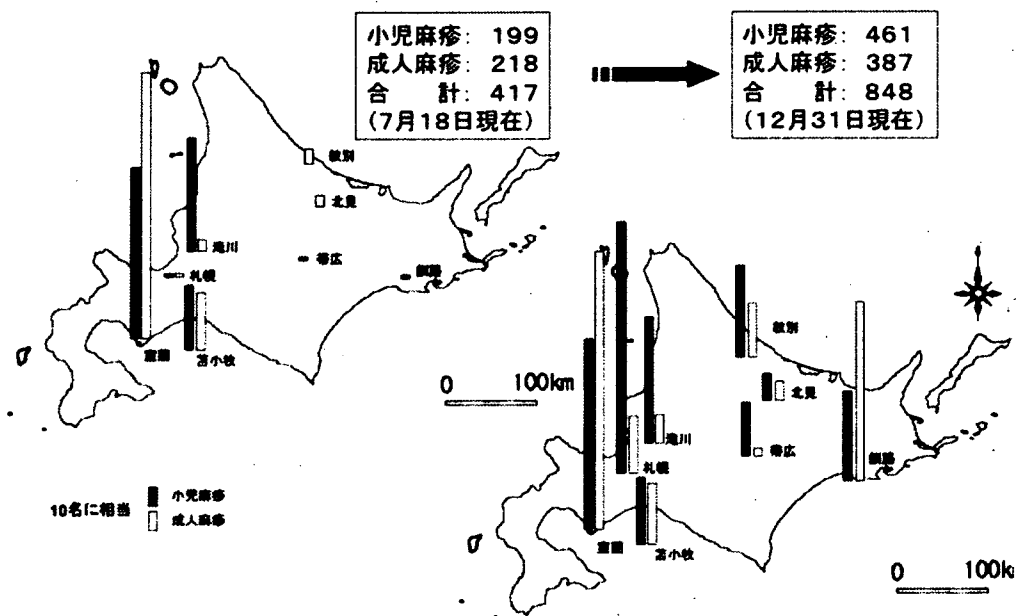 小児麻疹: 199
成人麻疹: 218
合　　計: 417
(7月18日現在)
小児麻疹: 461
成人麻疹: 387
合　　計: 848
(12月31日現在)
紋別
北見
滝川
帯広
札幌
釧路
室蘭
苫小牧
0　100km
10名に相当
小児麻疹
成人麻疹
紋別
北見
滝川
帯広
札幌
釧路
室蘭
苫小牧
0　100k